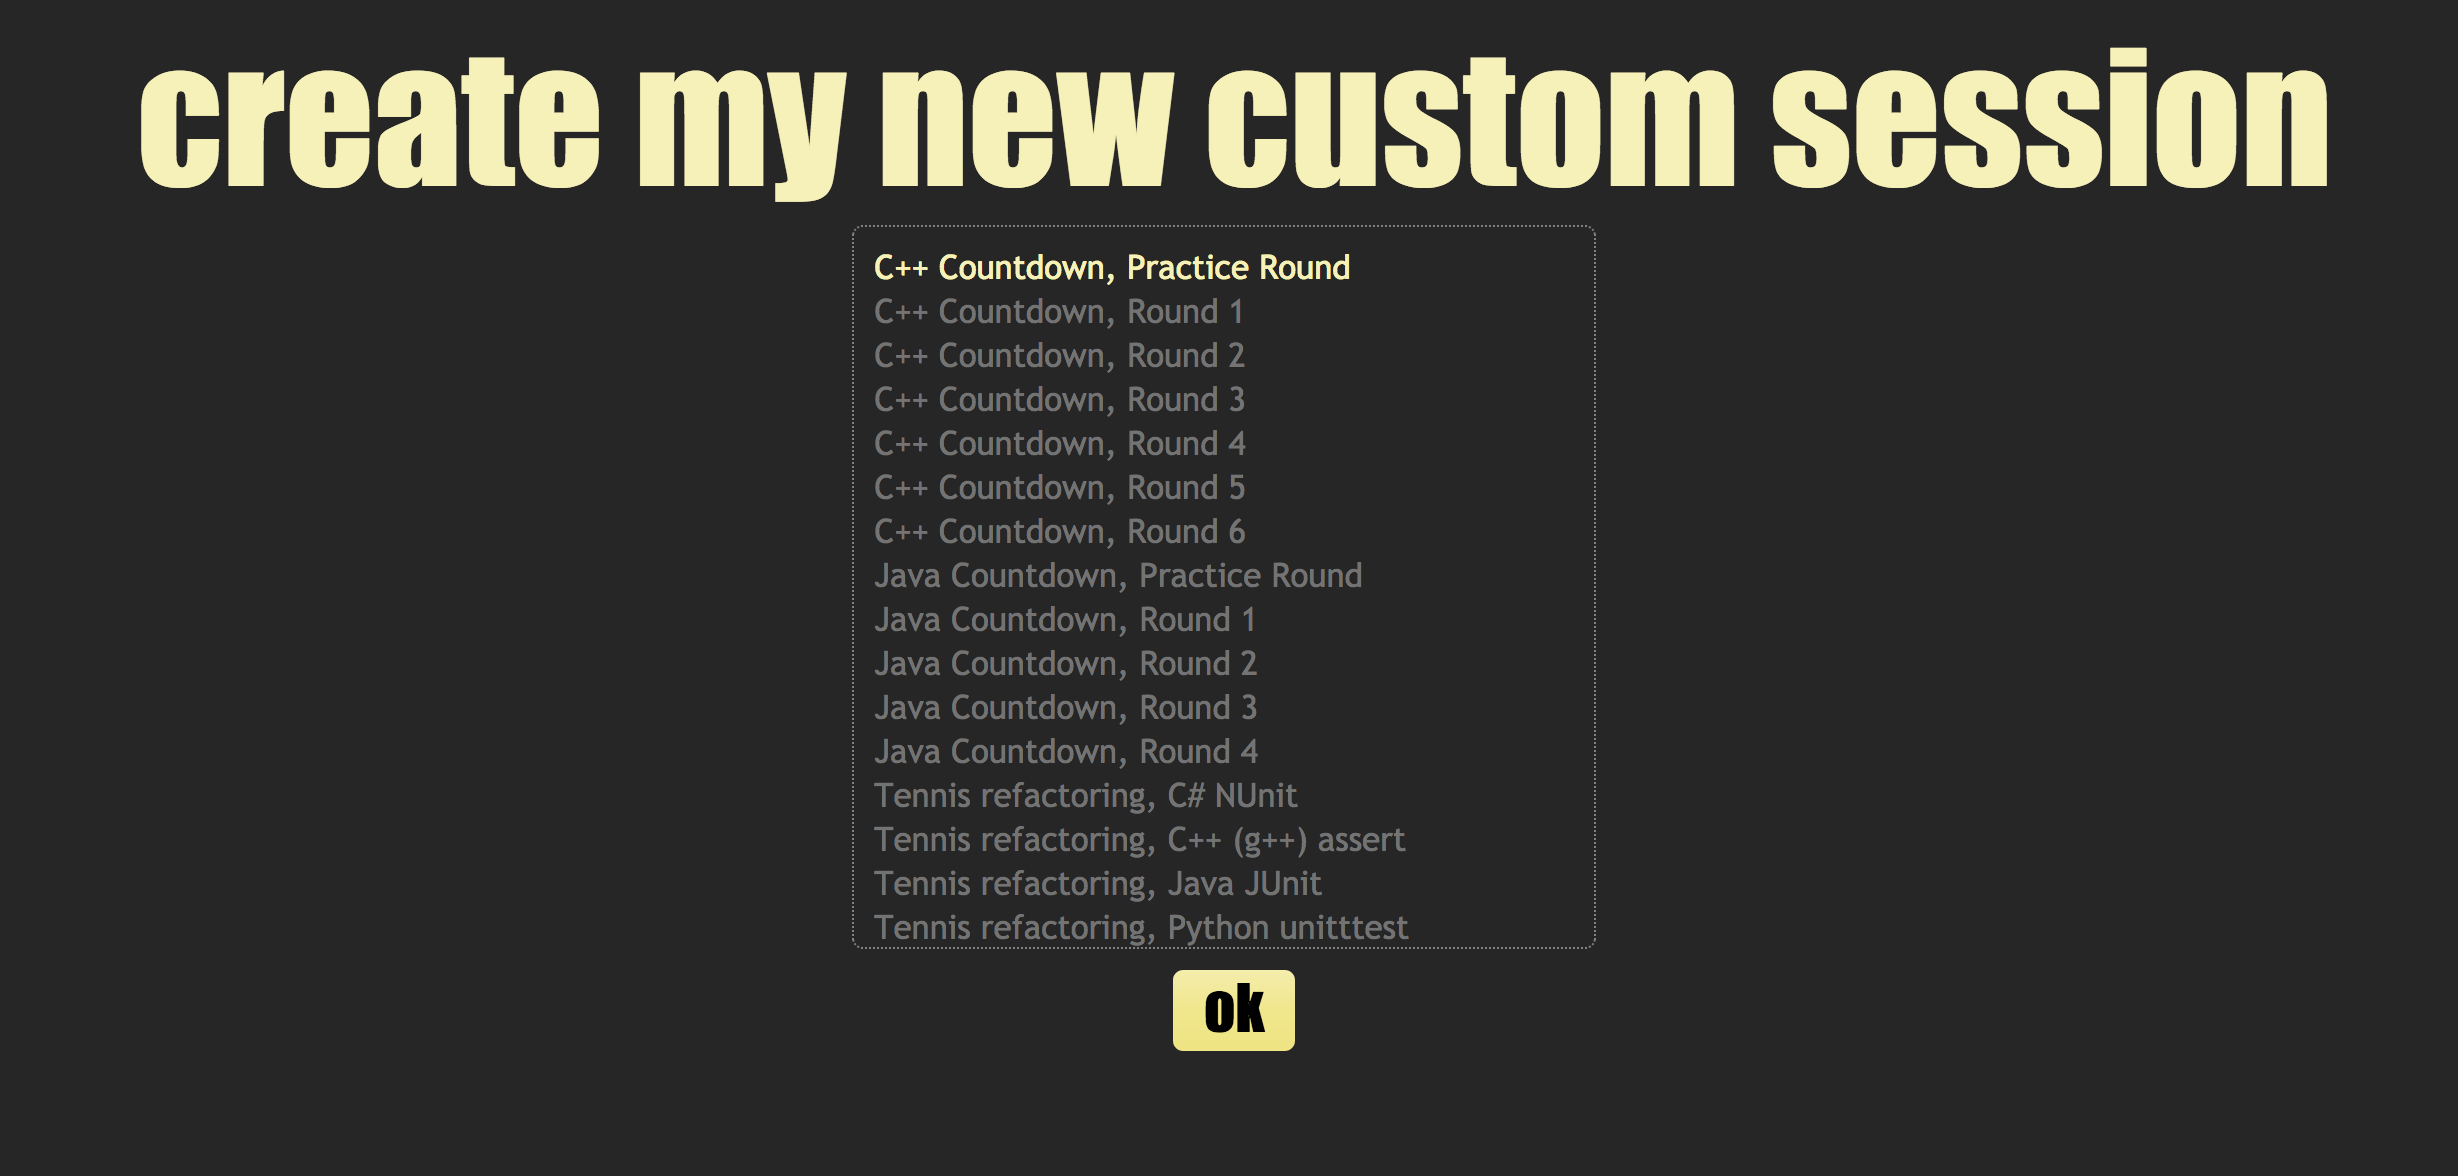 create my new custom session
C++ Countdown, Practice Round
C++ Countdown, Round 1
C++ Countdown, Round 2
C++ Countdown, Round 3
C++ Countdown, Round 4
C++ Countdown, Round 5
C++ Countdown, Round 6
Java Countdown, Practice Round
Java Countdown, Round 1
Java Countdown, Round 2
Java Countdown, Round 3
Java Countdown, Round 4
Tennis refactoring, C# NUnit
Tennis refactoring, C++ (g++) assert
Tennis refactoring, Java JUnit
Tennis refactoring, Python unitttest
ok